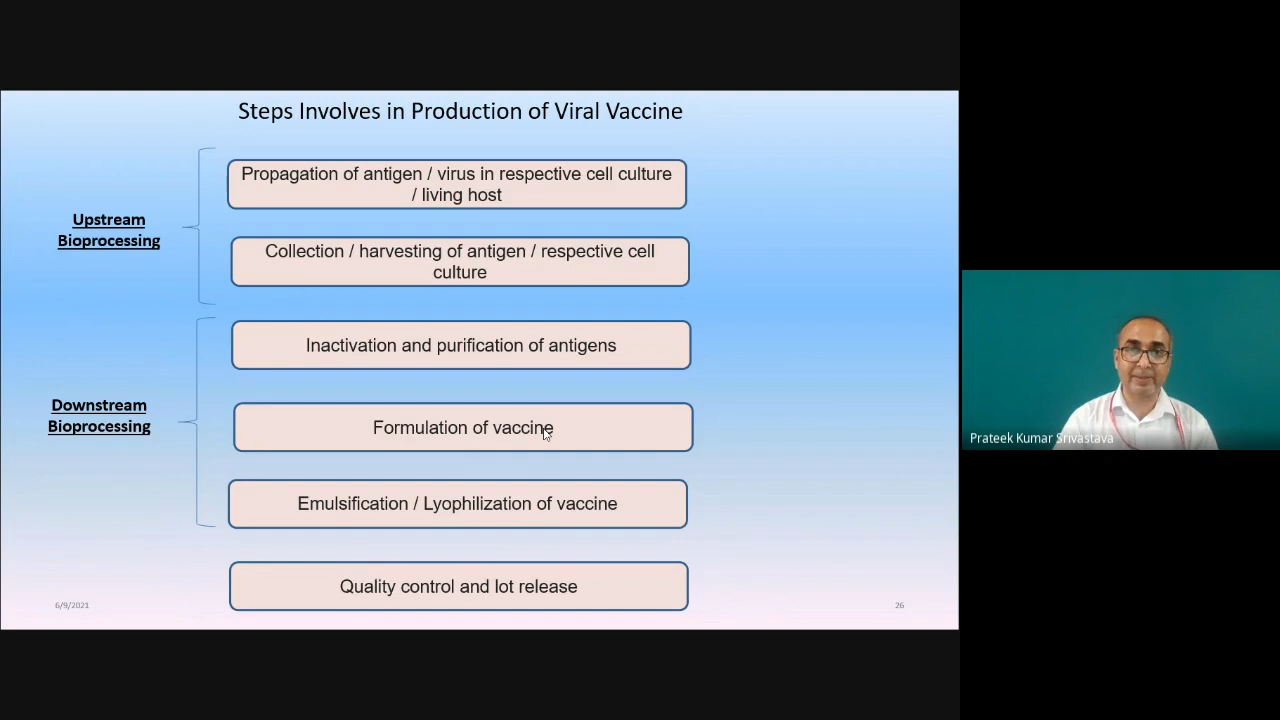 Steps Involves in Production of Viral Vaccine
Propagation of antigen / virus in respective cell culture
/ living host
Upstream
Bioprocessing
Collection / harvesting of antigen / respective cell
culture
Inactivation and purification of antigens
Downstream
Bioprocessing
Formulation of vaccine
Emulsification / Lyophilization of vaccine
Quality control and lot release
6/9/2021
26
Prateek Kumar Srivastava